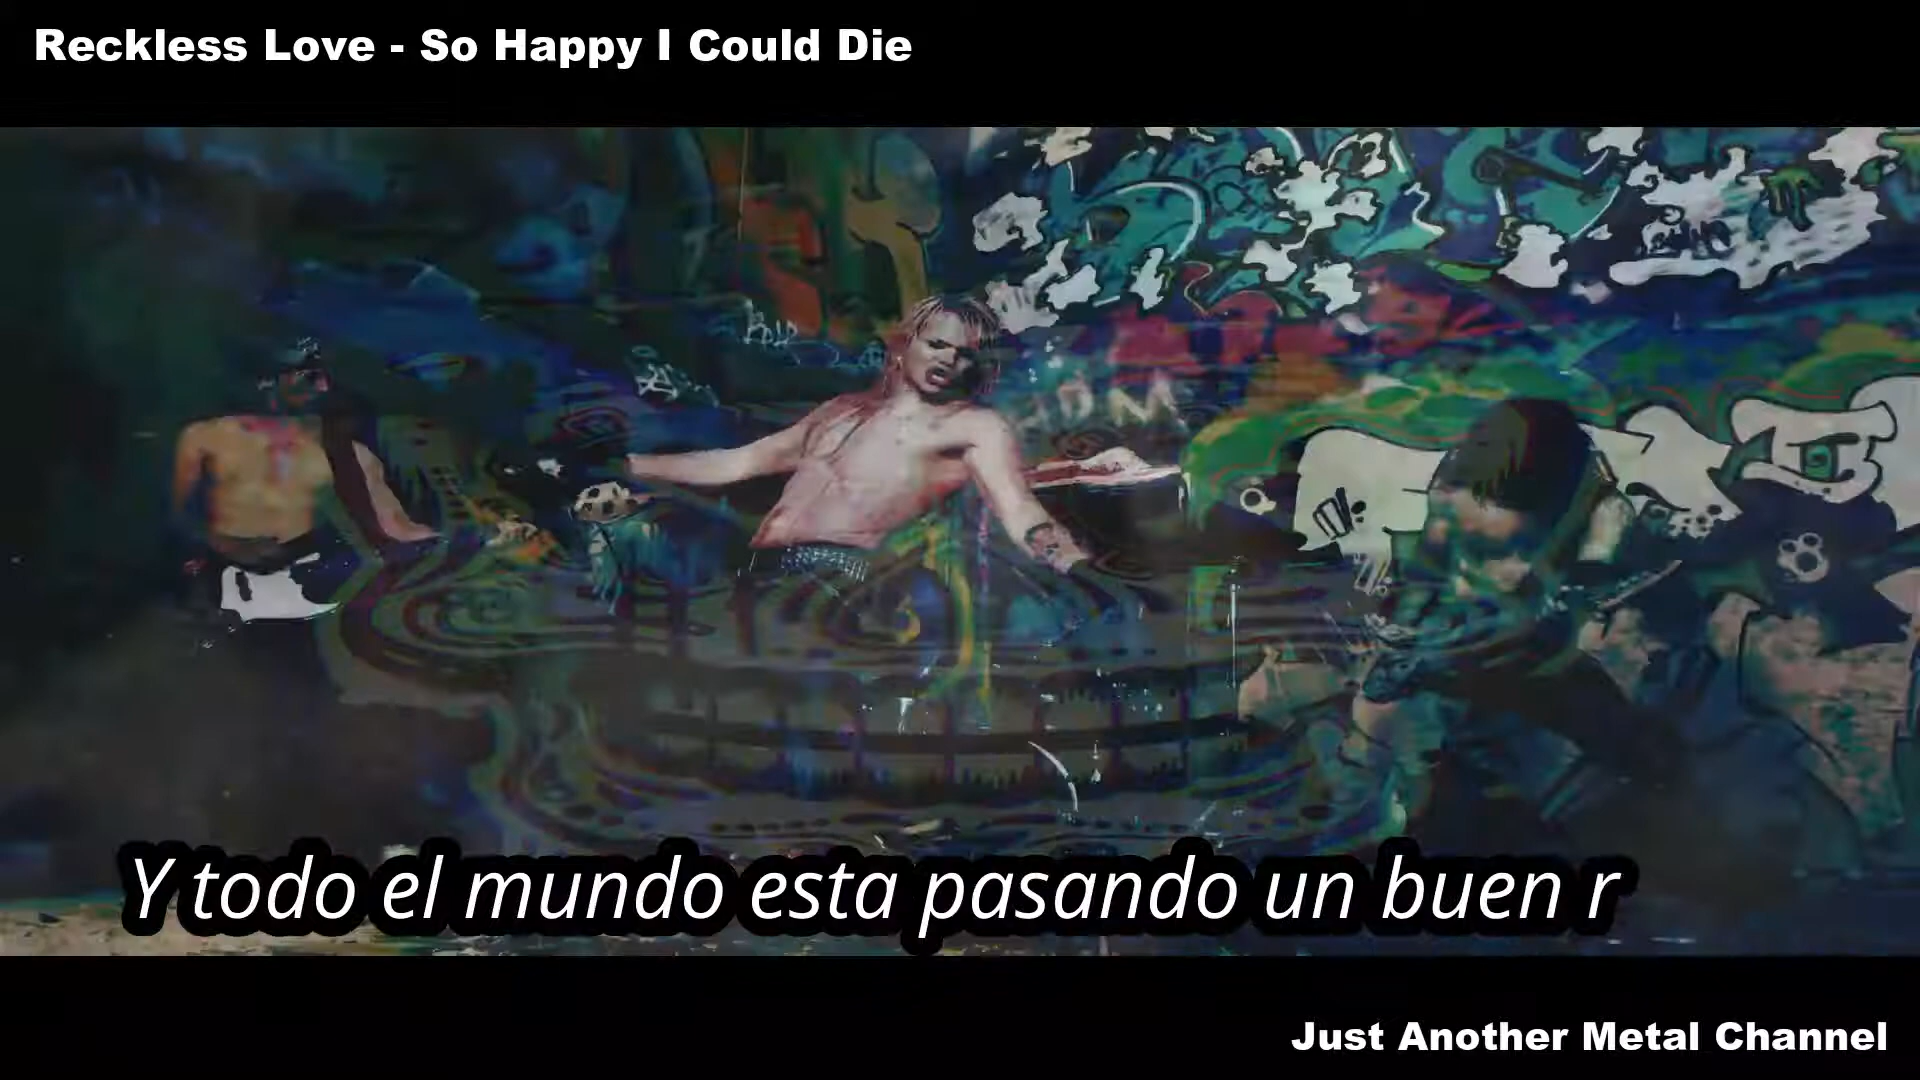 Reckless Love - So Happy I Could Die
Y todo el mundo esta pasando un buen r
Just Another Metal Channel